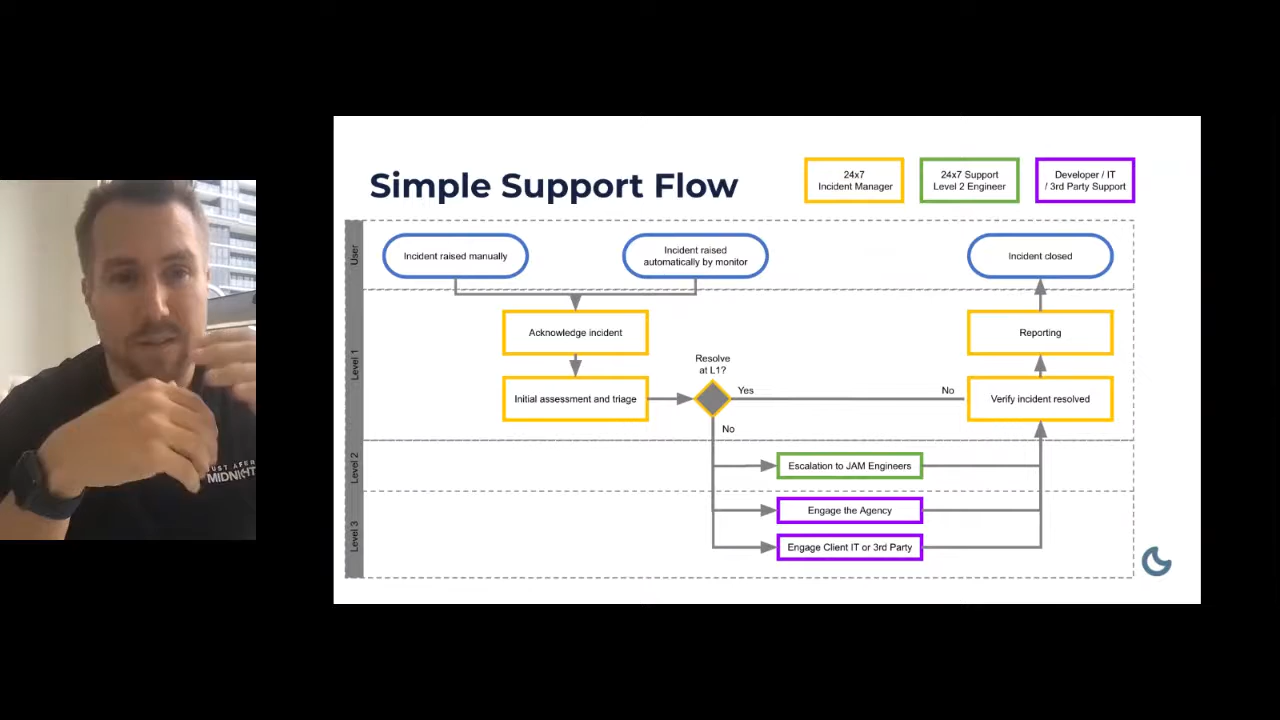 Simple Support Flow
24x7
Incident Manager
24x7 Support
Level 2 Engineer
Developer / IT
/ 3rd Party Support
User
Incident raised manually
Incident raised
automatically by monitor
Incident closed
Level 1
Acknowledge incident
Reporting
Resolve
at L1?
Initial assessment and triage
Yes
No
Verify incident resolved
No
Level 2
Escalation to JAM Engineers
Level 3
Engage the Agency
Engage Client IT or 3rd Party
JUST AFTER
MIDNIGHT